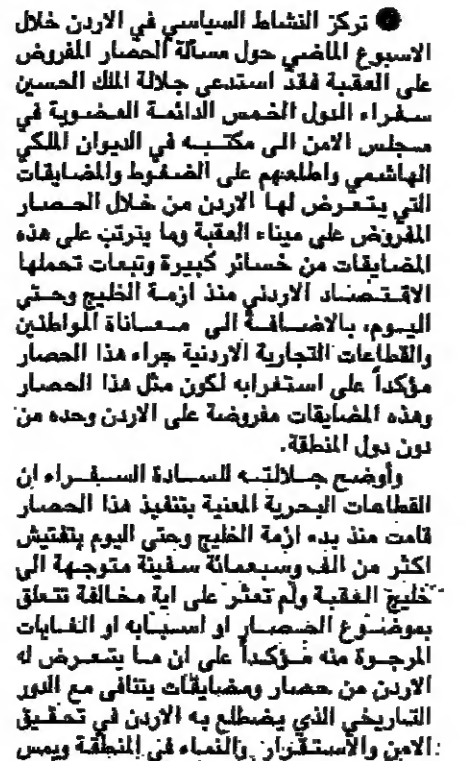 ● تركز النشاط السياسي في الاردن خلال
الاسبوع الماضي حول مسألة الحصار المفروض
على العقبة فقد استدعى جلالة الملك الحسين
سفراء الدول الخمس الدائمة العضوية في
مجلس الامن الى مكتبه في الديوان الملكي
الهاشمي واطلعهم على الضغوط والمضايقات
التي يتعرض لها الاردن من خلال الحصار
المفروض على ميناء العقبة وما يترتب على هذه
المضايقات من خسائر كبيرة وتبعات تحملها
الاقتصاد الاردني منذ ازمة الخليج وحتى
اليوم، بالاضافة الى معاناة المواطنين
والقطاعات التجارية الاردنية جراء هذا الحصار
مؤكداً على استغرابه لكون مثل هذا الحصار
وهذه المضايقات مفروضة على الاردن وحده من
دون دول المنطقة.
وأوضح جلالته للسادة السفراء ان
القطاعات البحرية المعنية بتنفيذ هذا الحصار
قامت منذ بدء ازمة الخليج وحتى اليوم بتفتيش
اكثر من الف وسبعمائة سفينة متوجهة الى
خليج العقبة ولم تعثر على اية مخالفة تتعلق
بموضوع الحصار او اسبابه او الغايات
المرجوة منه مؤكداً على ان ما يتعرض له
الاردن من حصار ومضايقات يتنافى مع الدور
التاريخي الذي يضطلع به الاردن في تحقيق
الامن والاستقرار والنماء في المنطقة ويمس